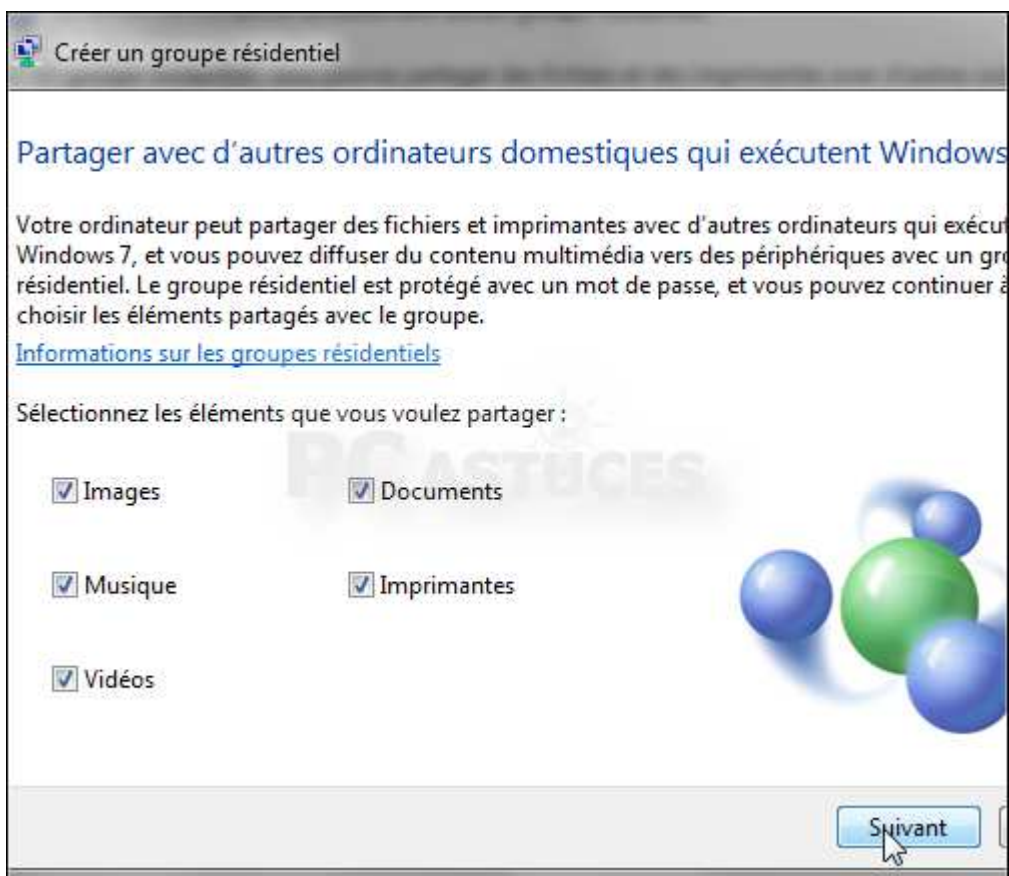 Créer un groupe résidentiel
Partager avec d'autres ordinateurs domestiques qui exécutent Windows
Votre ordinateur peut partager des fichiers et imprimantes avec d'autres ordinateurs qui
Windows 7, et vous pouvez diffuser du contenu multimédia vers des périphériques avec un
résidentiel. Le groupe résidentiel est protégé avec un mot de passe, et vous pouvez continuer à
choisir les éléments partagés avec le groupe.
Informations sur les groupes résidentiels
Sélectionnez les éléments que vous voulez partager :
PC ASTUCES
Images
Documents
Musique
Imprimantes
Vidéos
Suivant